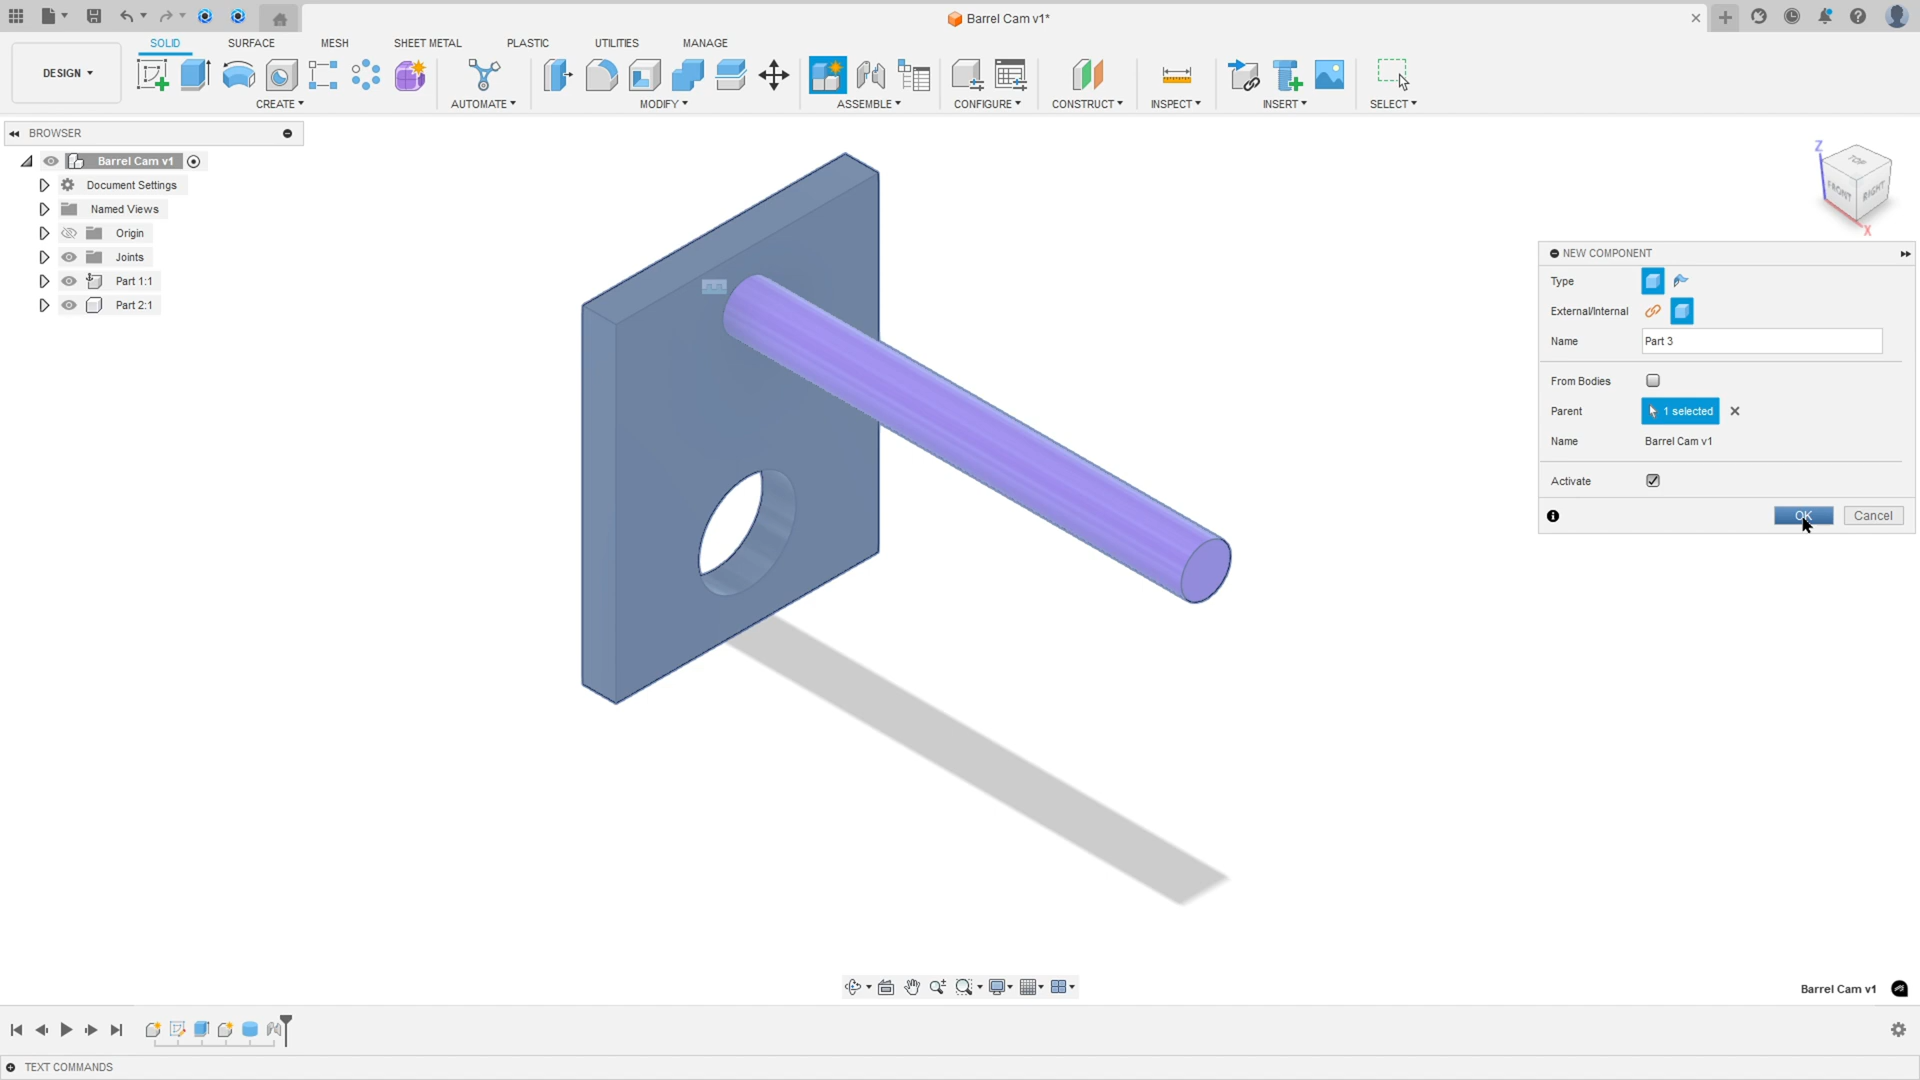 Barrel Cam v1*
DESIGN
SOLID
SURFACE
MESH
SHEET METAL
PLASTIC
UTILITIES
MANAGE
CREATE
AUTOMATE
MODIFY
ASSEMBLE
CONFIGURE
CONSTRUCT
INSPECT
INSERT
SELECT
BROWSER
Barrel Cam v1
Document Settings
Named Views
Origin
Joints
Part 1:1
Part 2:1
Z
TOP
FRONT
RIGHT
X
NEW COMPONENT
Type
External/Internal
Name
Part 3
From Bodies
Parent
1 selected
Name
Barrel Cam v1
Activate
OK
Cancel
Barrel Cam v1
TEXT COMMANDS